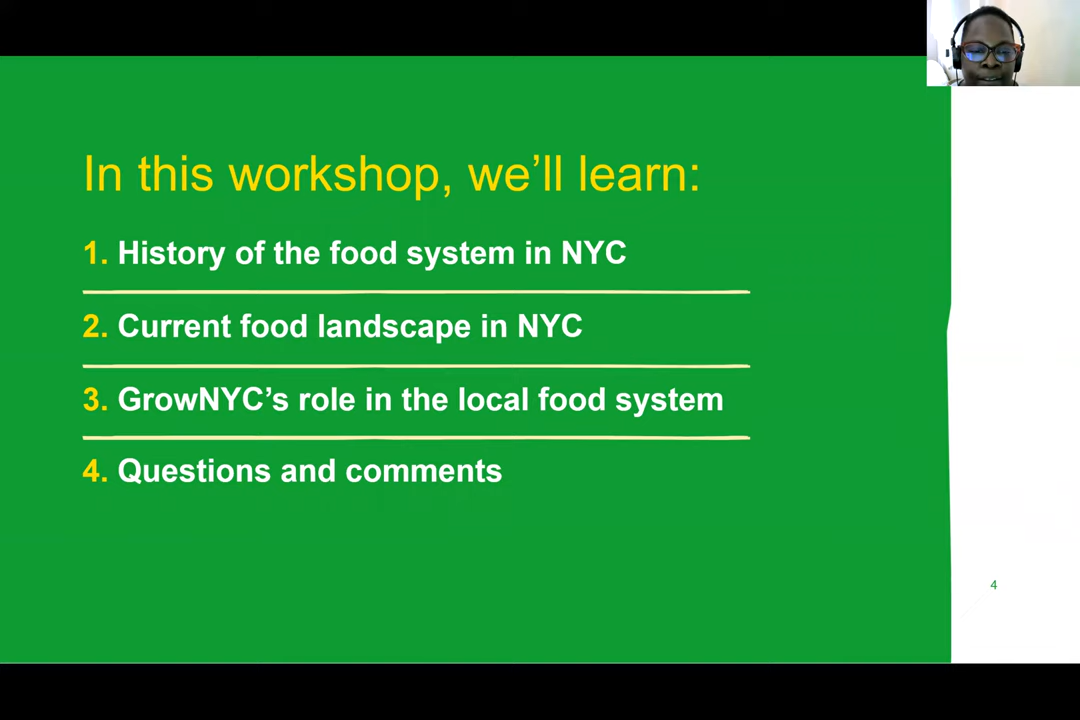 In this workshop, we’ll learn:
1. History of the food system in NYC
2. Current food landscape in NYC
3. GrowNYC’s role in the local food system
4. Questions and comments
4